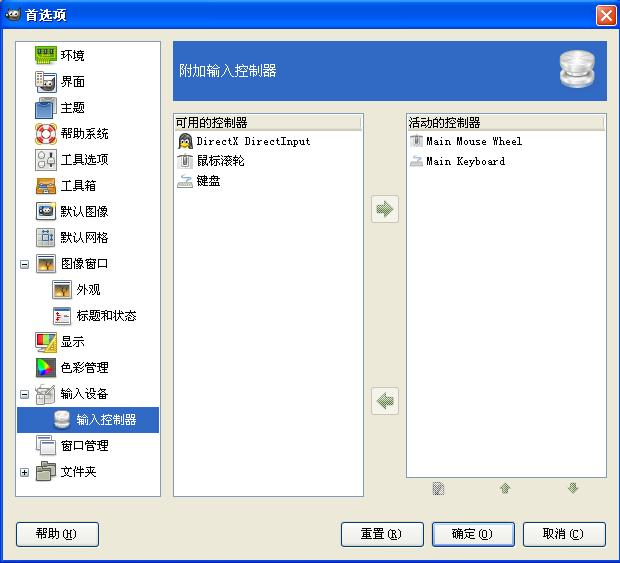 首选项
环境
界面
主题
帮助系统
工具选项
工具箱
默认图像
默认网格
图像窗口
外观
标题和状态
显示
色彩管理
输入设备
输入控制器
窗口管理
文件夹
附加输入控制器
可用的控制器
DirectX DirectInput
鼠标滚轮
键盘
活动的控制器
Main Mouse Wheel
Main Keyboard
帮助(H)
重置(R)
确定(O)
取消(C)